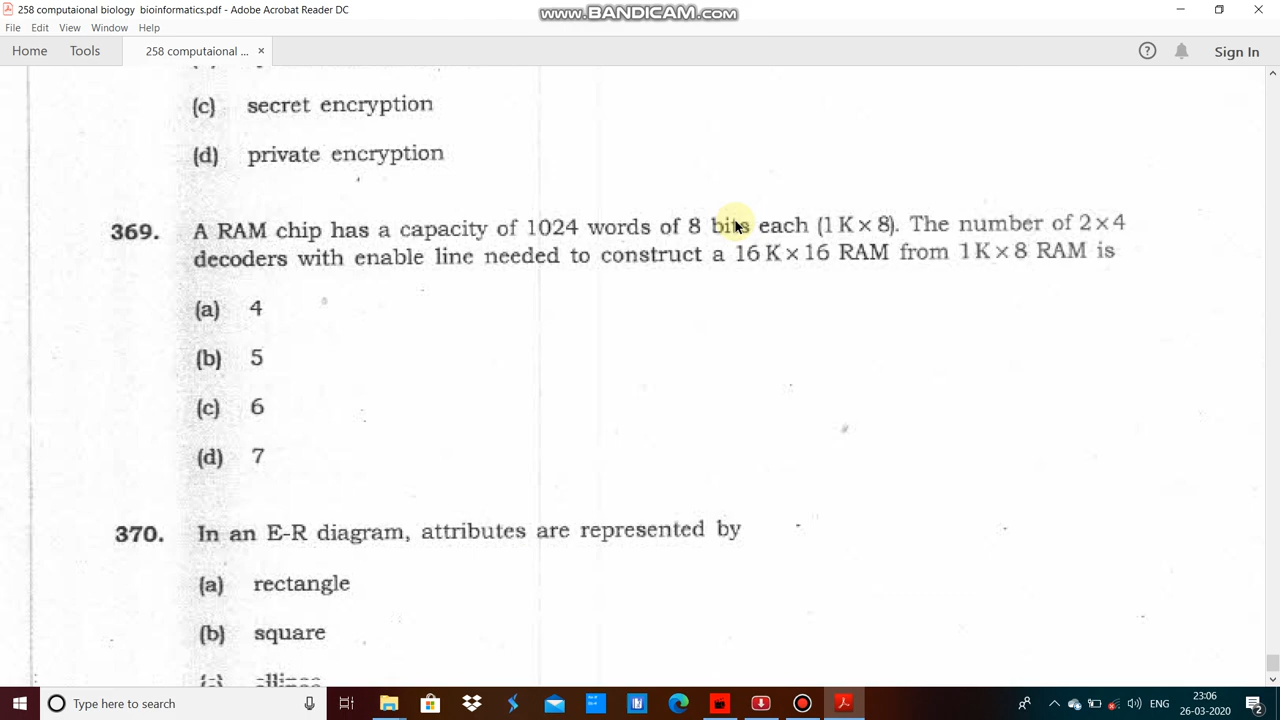 258 computaional biology bioinformatics.pdf - Adobe Acrobat Reader DC
www.BANDICAM.com
File Edit View Window Help
Home Tools 258 computaional ... × Sign In
(c) secret encryption
(d) private encryption
369. A RAM chip has a capacity of 1024 words of 8 bits each (1 K × 8). The number of 2 × 4
decoders with enable line needed to construct a 16 K × 16 RAM from 1 K × 8 RAM is
(a) 4
(b) 5
(c) 6
(d) 7
370. In an E-R diagram, attributes are represented by
(a) rectangle
(b) square
Type here to search
ENG
23:06
26-03-2020
2